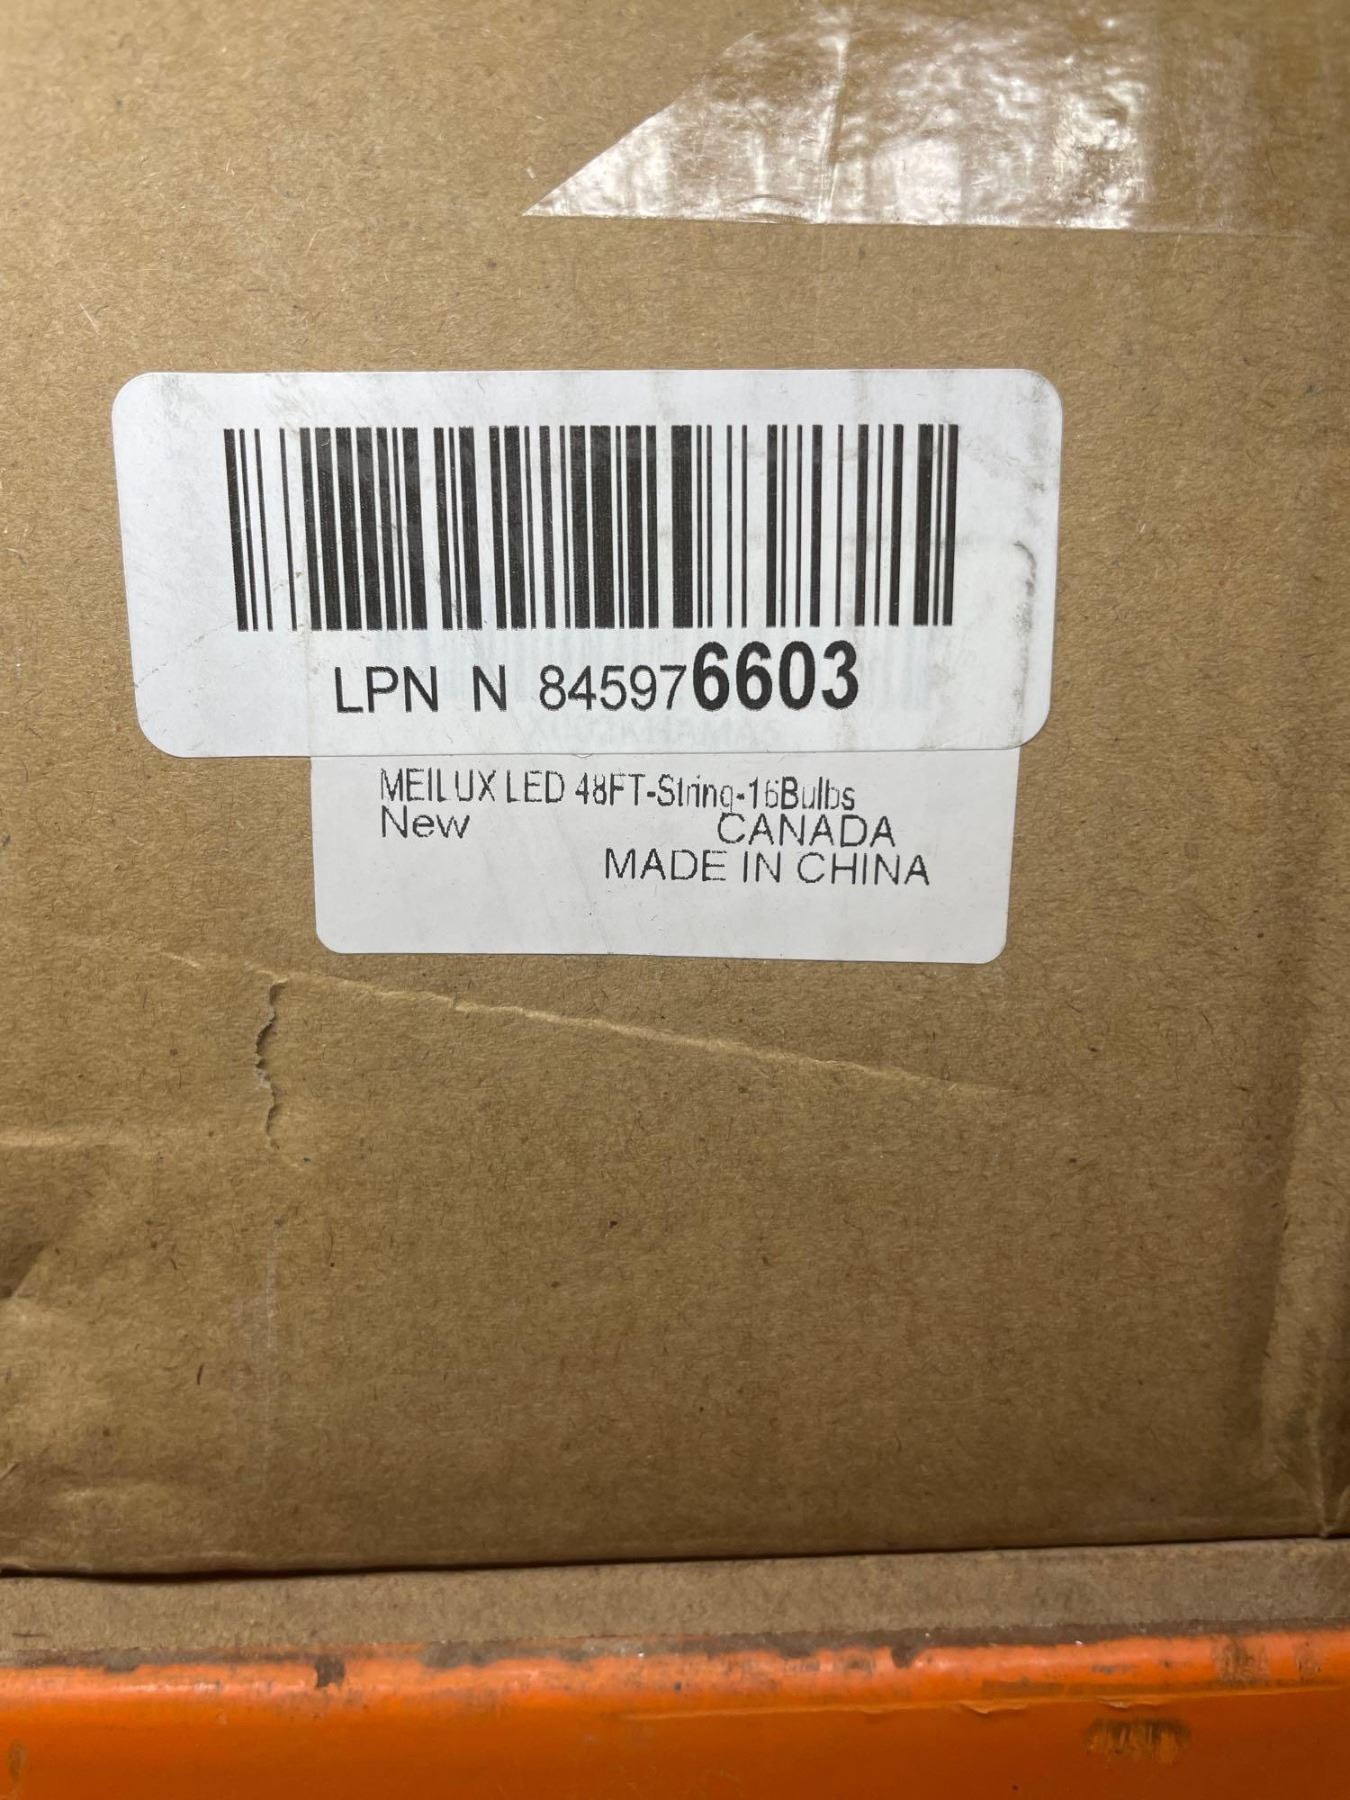 LPN N 845976603
MEILUX LED 48FT-String-16Bulbs
New CANADA
MADE IN CHINA